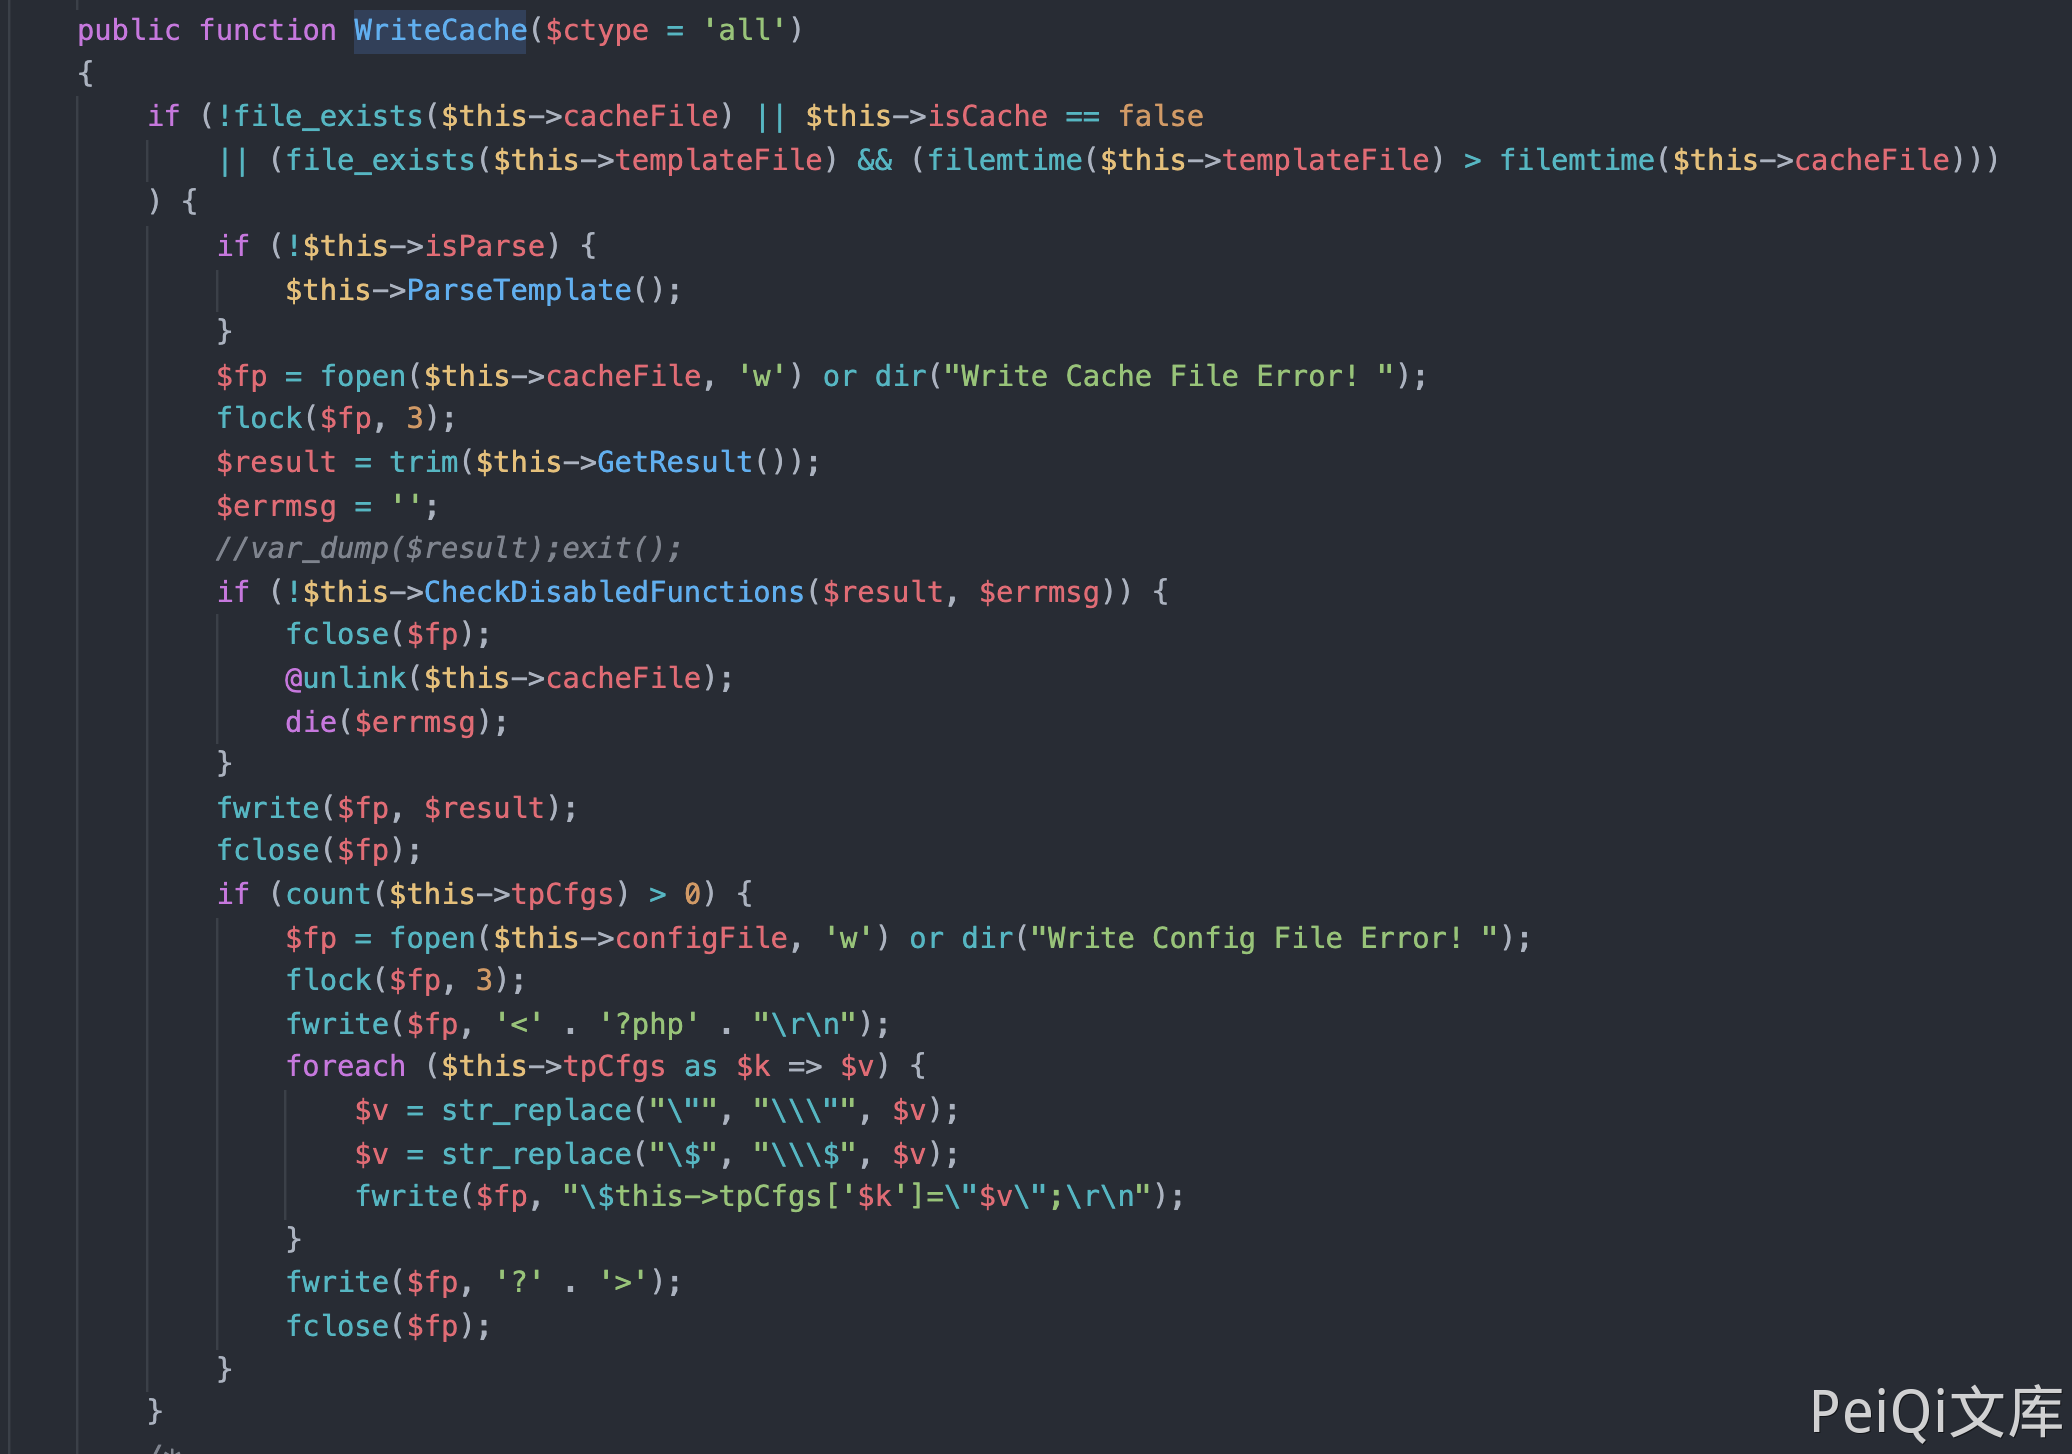 public function WriteCache($ctype = 'all')
{
if (!file_exists($this->cacheFile) || $this->isCache == false
|| (file_exists($this->templateFile) && (filemtime($this->templateFile) > filemtime($this->cacheFile)))
) {
if (!$this->isParse) {
$this->ParseTemplate();
}
$fp = fopen($this->cacheFile, 'w') or dir("Write Cache File Error! ");
flock($fp, 3);
$result = trim($this->GetResult());
$errmsg = '';
//var_dump($result);exit();
if (!$this->CheckDisabledFunctions($result, $errmsg)) {
fclose($fp);
@unlink($this->cacheFile);
die($errmsg);
}
fwrite($fp, $result);
fclose($fp);
if (count($this->tpCfgs) > 0) {
$fp = fopen($this->configFile, 'w') or dir("Write Config File Error! ");
flock($fp, 3);
fwrite($fp, '<' . '?php' . "\r\n");
foreach ($this->tpCfgs as $k => $v) {
$v = str_replace("\"", "\\\"", $v);
$v = str_replace("\$", "\\\$", $v);
fwrite($fp, "\$this->tpCfgs['$k']=\"$v\";\r\n");
}
fwrite($fp, '?' . '>');
fclose($fp);
}
}
/*
PeiQi文库